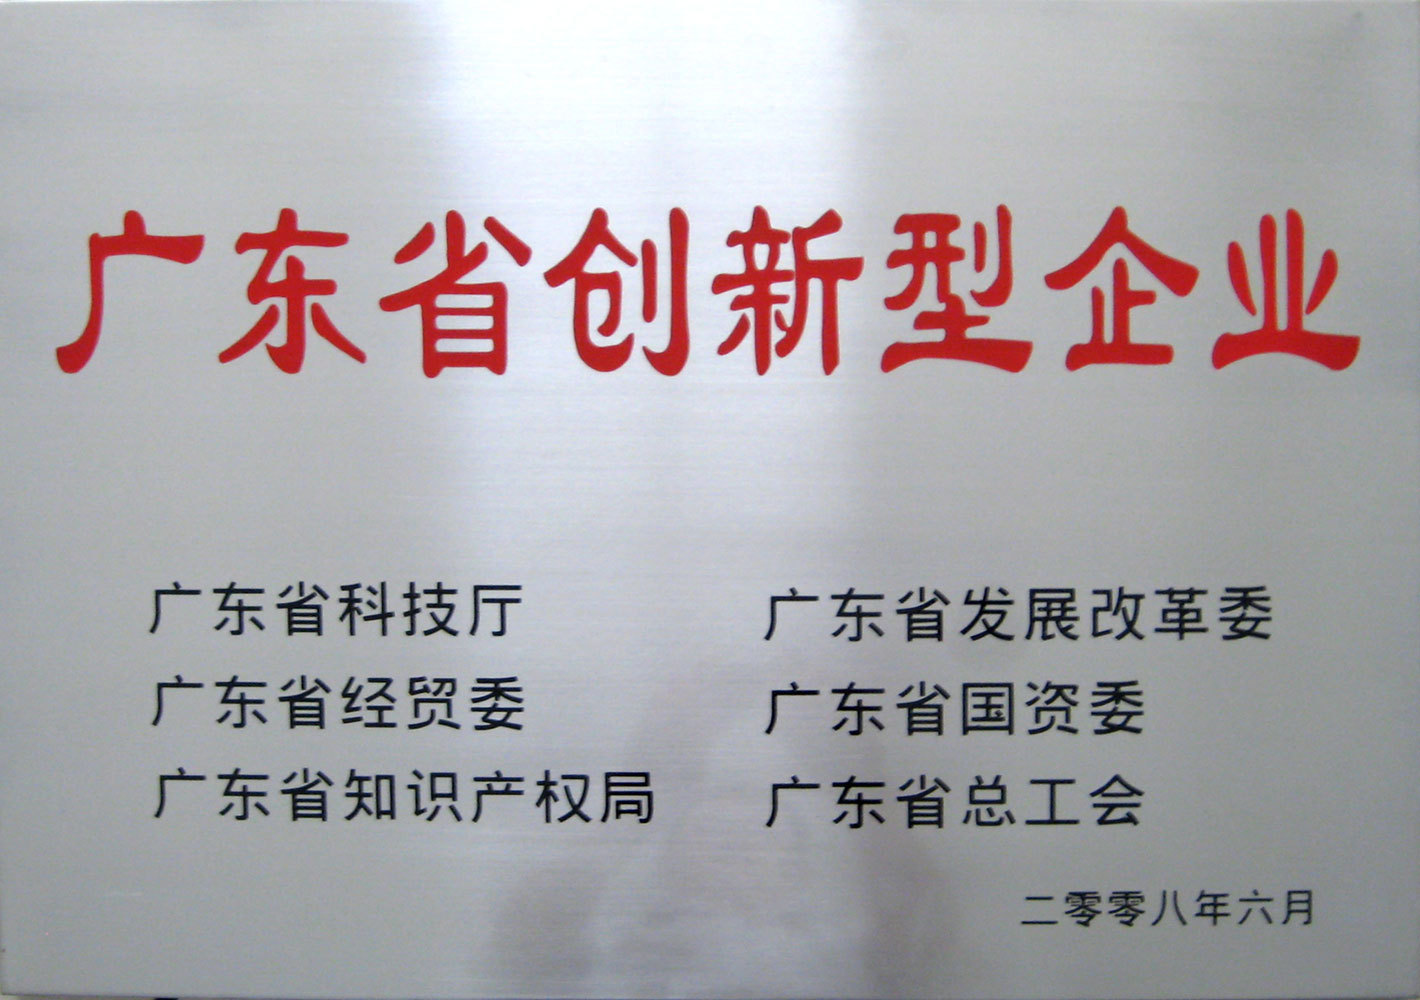 广东省创新型企业
广东省科技厅
广东省发展改革委
广东省经贸委
广东省国资委
广东省知识产权局
广东省总工会
二零零八年六月